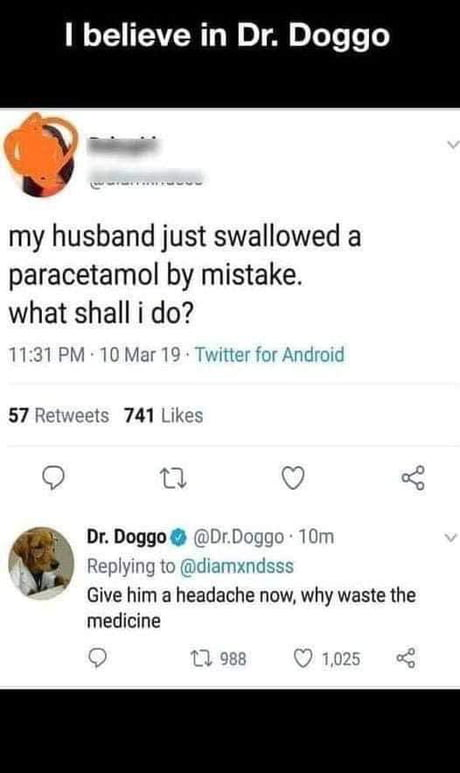 I believe in Dr. Doggo
my husband just swallowed a
paracetamol by mistake.
what shall i do?
11:31 PM · 10 Mar 19 · Twitter for Android
57 Retweets 741 Likes
Dr. Doggo @Dr.Doggo · 10m
Replying to @diamxndsss
Give him a headache now, why waste the
medicine
988 1,025